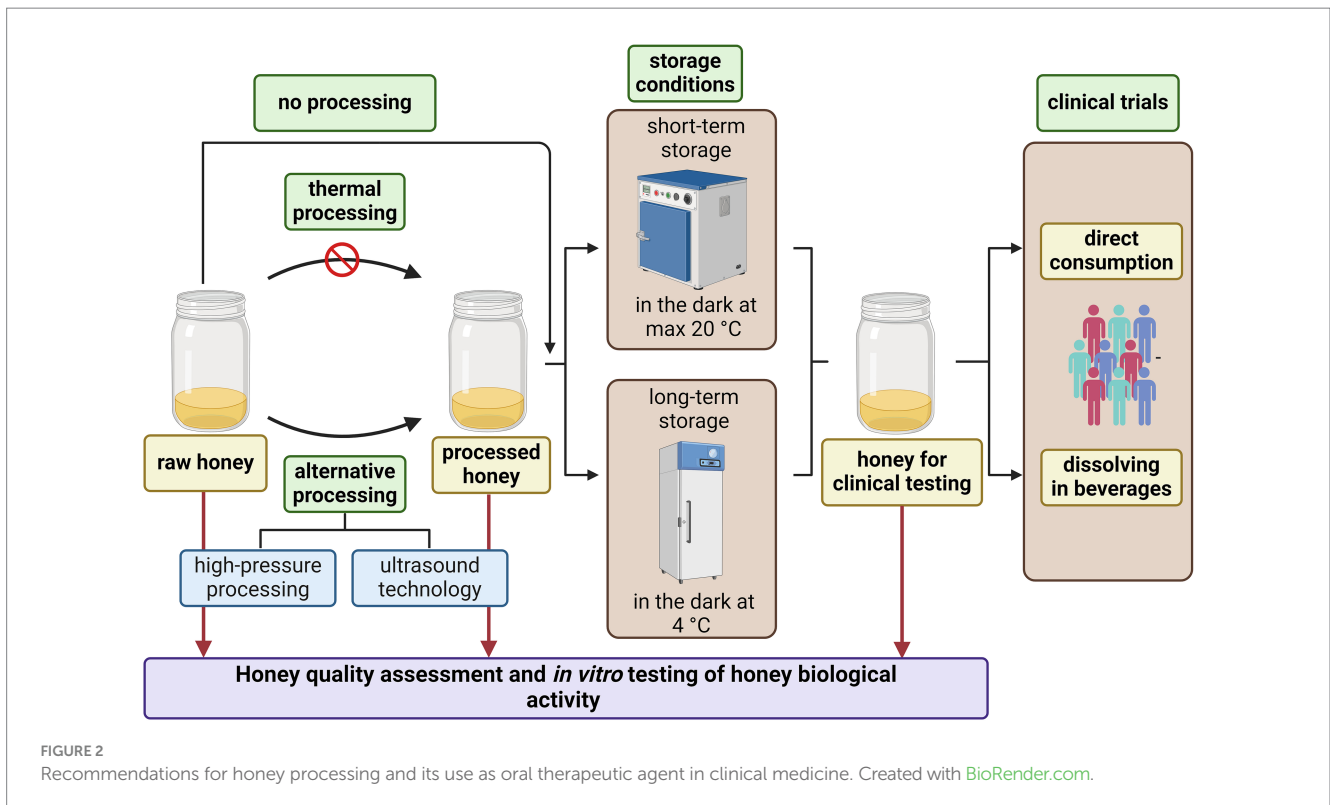 no processing
thermal
processing
raw honey
processed
honey
alternative
processing
high-pressure
processing
ultrasound
technology
storage
conditions
short-term
storage
in the dark at
max 20 °C
long-term
storage
in the dark at
4 °C
honey for
clinical testing
clinical trials
direct
consumption
-
dissolving
in beverages
Honey quality assessment and in vitro testing of honey biological
activity
FIGURE 2
Recommendations for honey processing and its use as oral therapeutic agent in clinical medicine. Created with BioRender.com.